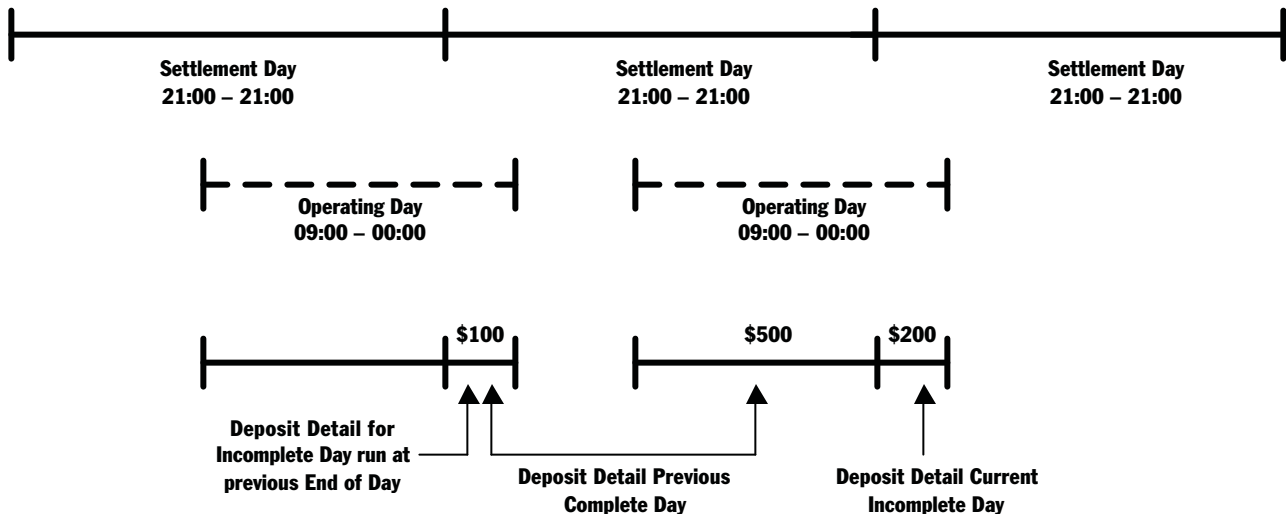 Settlement Day
21:00 – 21:00
Settlement Day
21:00 – 21:00
Settlement Day
21:00 – 21:00
Operating Day
09:00 – 00:00
Operating Day
09:00 – 00:00
$100
$500
$200
Deposit Detail for
Incomplete Day run at
previous End of Day
Deposit Detail Previous
Complete Day
Deposit Detail Current
Incomplete Day